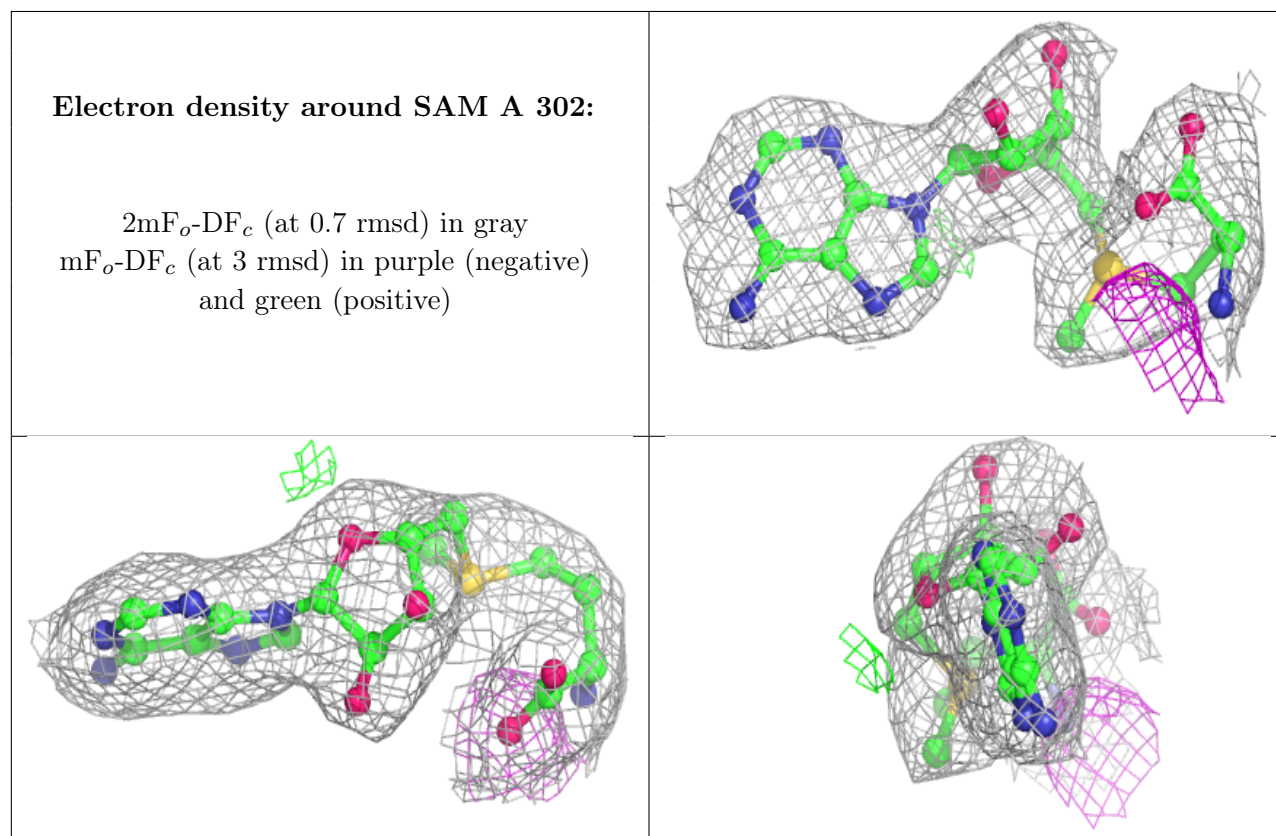 Electron density around SAM A 302:
2mFo-DFc (at 0.7 rmsd) in gray
mFo-DFc (at 3 rmsd) in purple (negative)
and green (positive)